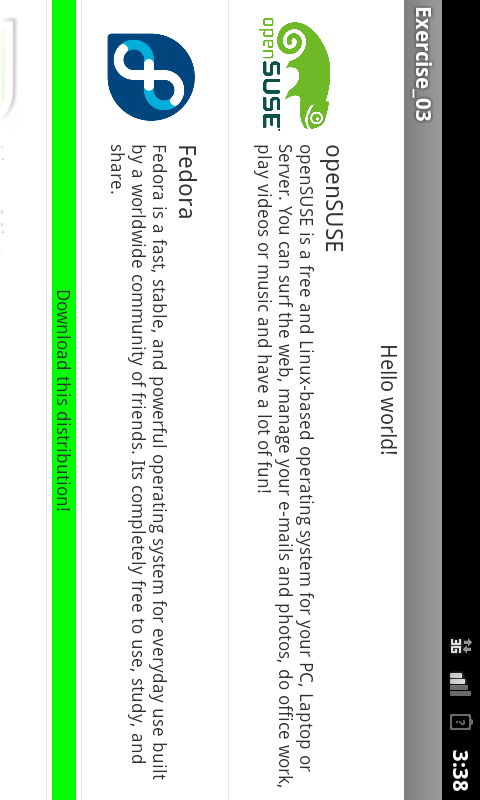 3G
3:38
Exercise_03
Hello world!
openSUSE
openSUSE
openSUSE is a free and Linux-based operating system for your PC, Laptop or
Server. You can surf the web, manage your e-mails and photos, do office work,
play videos or music and have a lot of fun!
Fedora
Fedora is a fast, stable, and powerful operating system for everyday use built
by a worldwide community of friends. Its completely free to use, study, and
share.
Download this distribution!